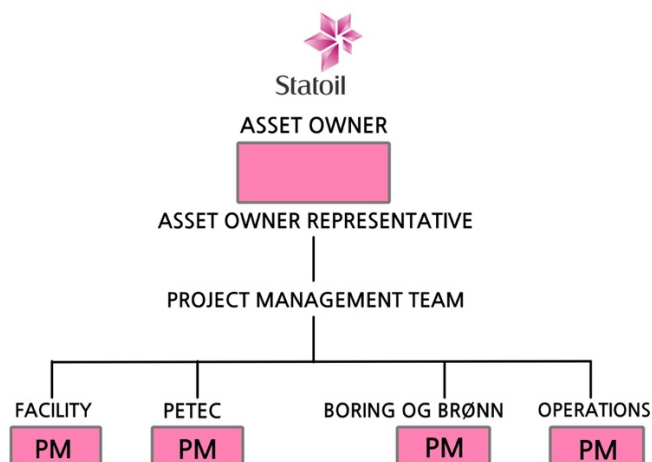 Statoil
ASSET OWNER
ASSET OWNER REPRESENTATIVE
PROJECT MANAGEMENT TEAM
FACILITY PETEC BORING OG BRØNN OPERATIONS
PM PM PM PM